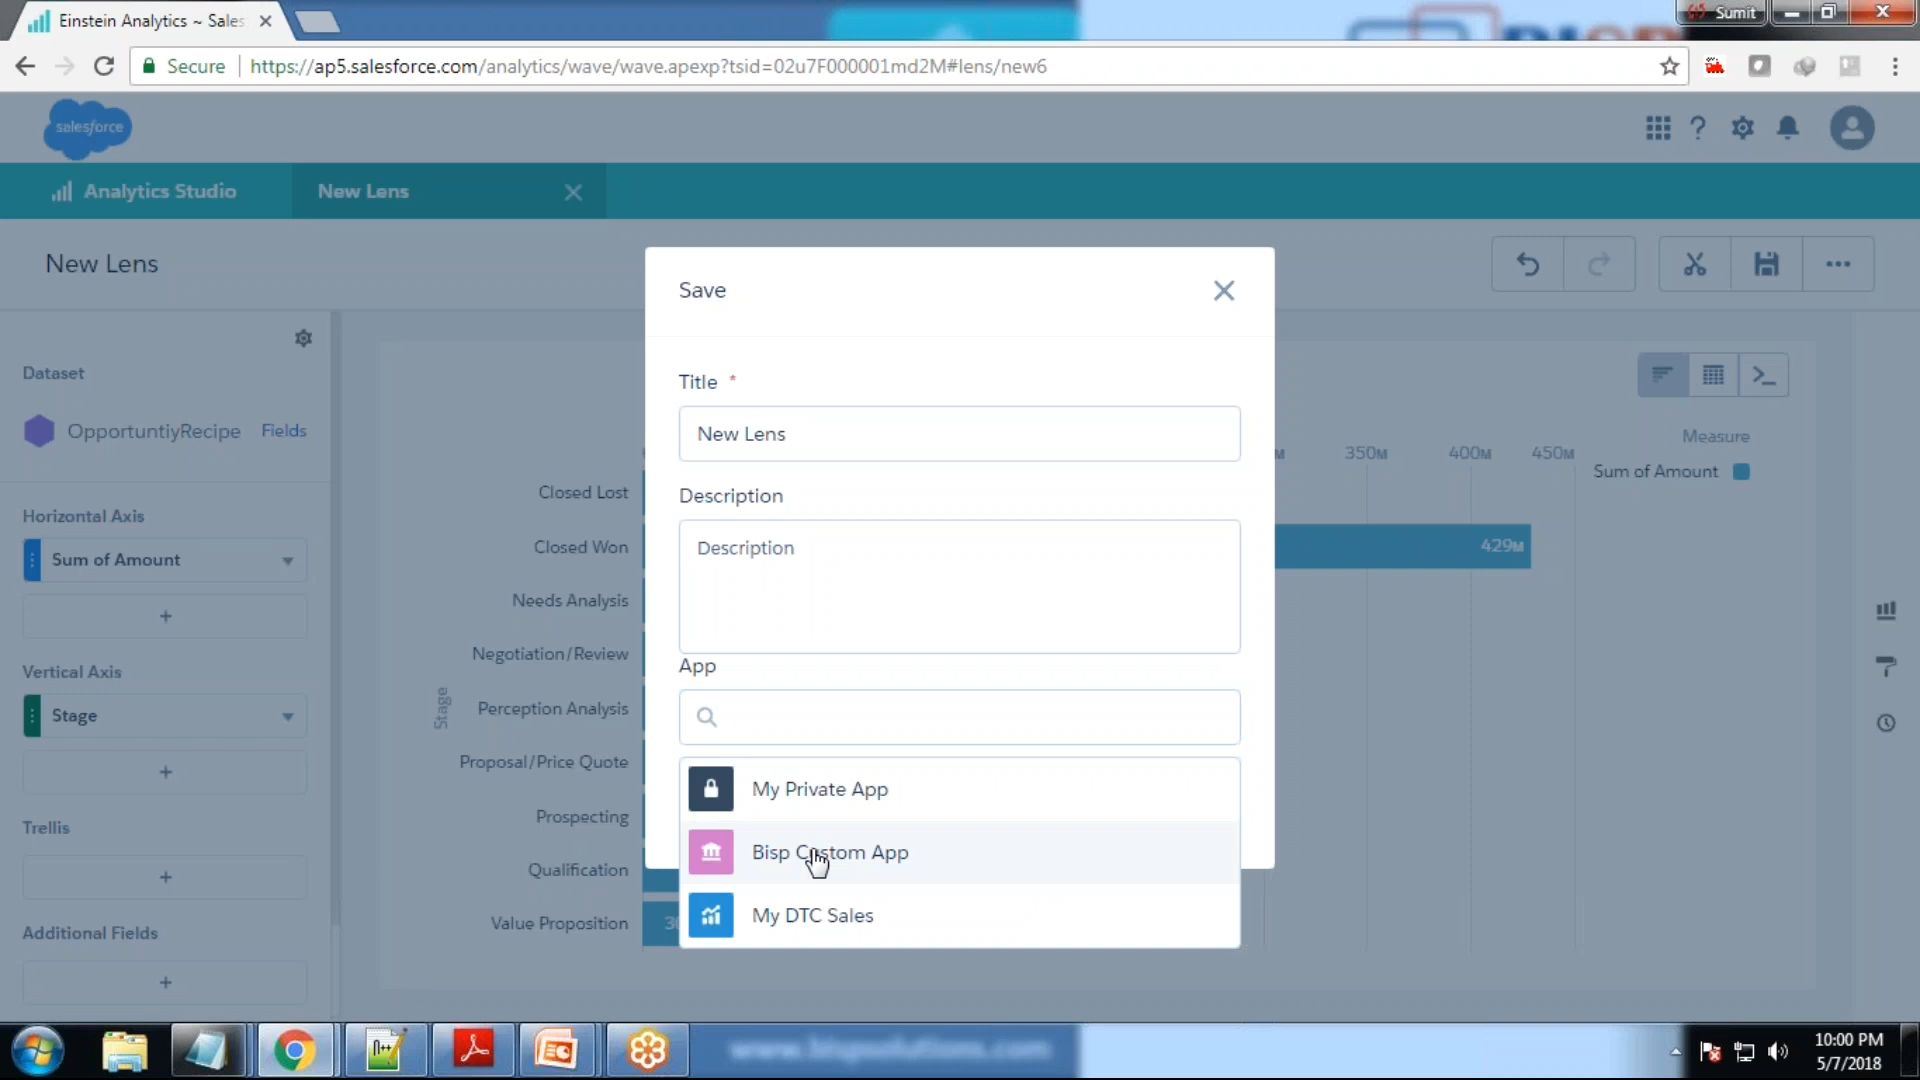 Einstein Analytics ~ Sales
Sumit
Secure
https://ap5.salesforce.com/analytics/wave/wave.apexp?tsid=02u7F000001md2M#lens/new6
salesforce
?
Analytics Studio
New Lens
New Lens
Save
Dataset
OpportuntiyRecipe
Fields
Title *
New Lens
Description
Description
Measure
350M
400M
450M
Sum of Amount
Horizontal Axis
Sum of Amount
+
Vertical Axis
Stage
+
Trellis
+
Additional Fields
+
Stage
Closed Lost
Closed Won
429M
Needs Analysis
Negotiation/Review
Perception Analysis
Proposal/Price Quote
Prospecting
Qualification
Value Proposition
App
My Private App
Bisp Custom App
My DTC Sales
www.bispsolutions.com
10:00 PM
5/7/2018